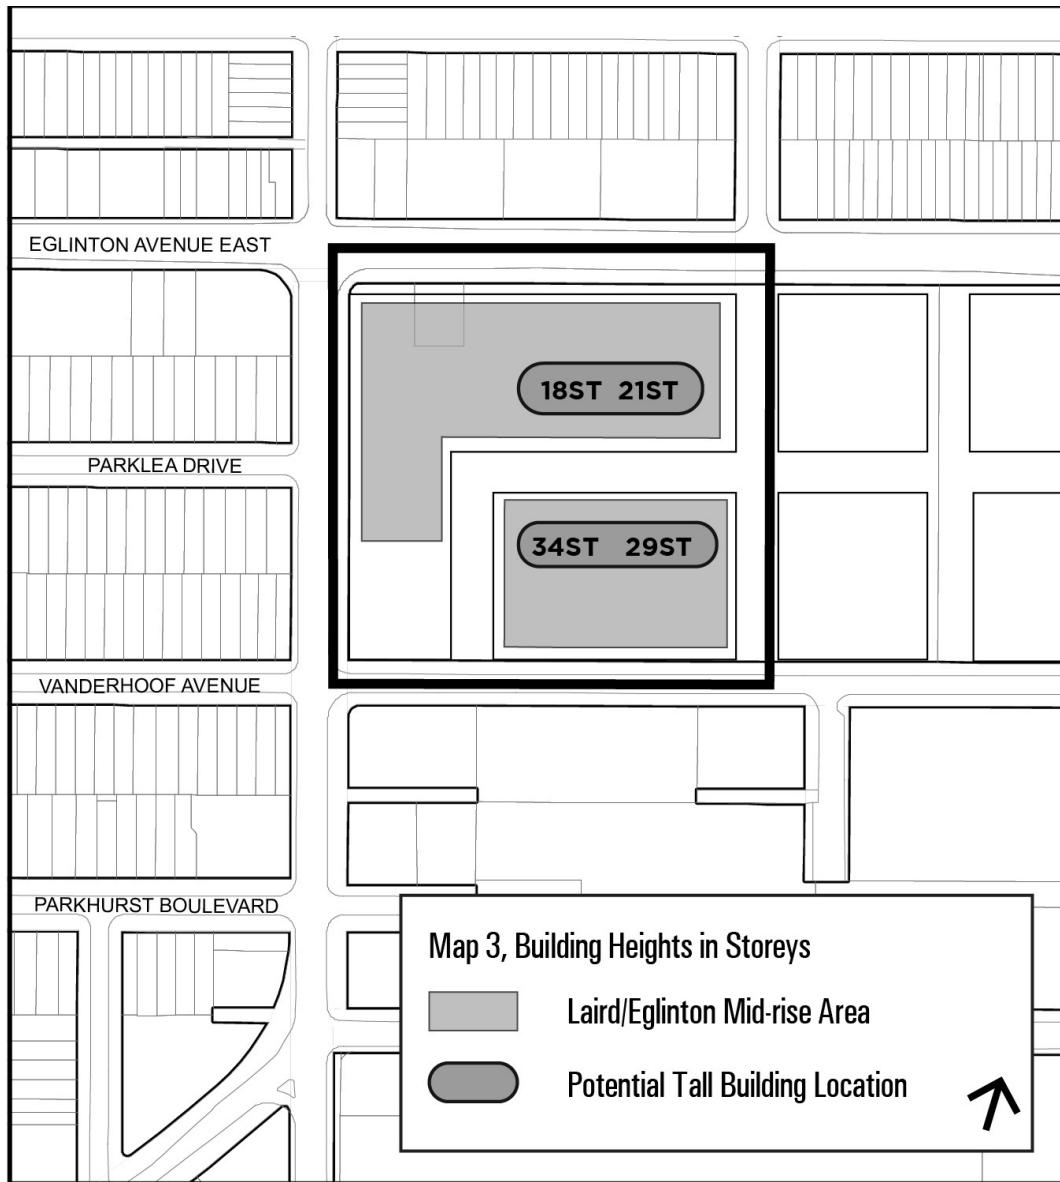 EGLINTON AVENUE EAST
18ST 21ST
PARKLEA DRIVE
34ST 29ST
VANDERHOOF AVENUE
PARKHURST BOULEVARD
Map 3, Building Heights in Storeys
Laird/Eglinton Mid-rise Area
Potential Tall Building Location